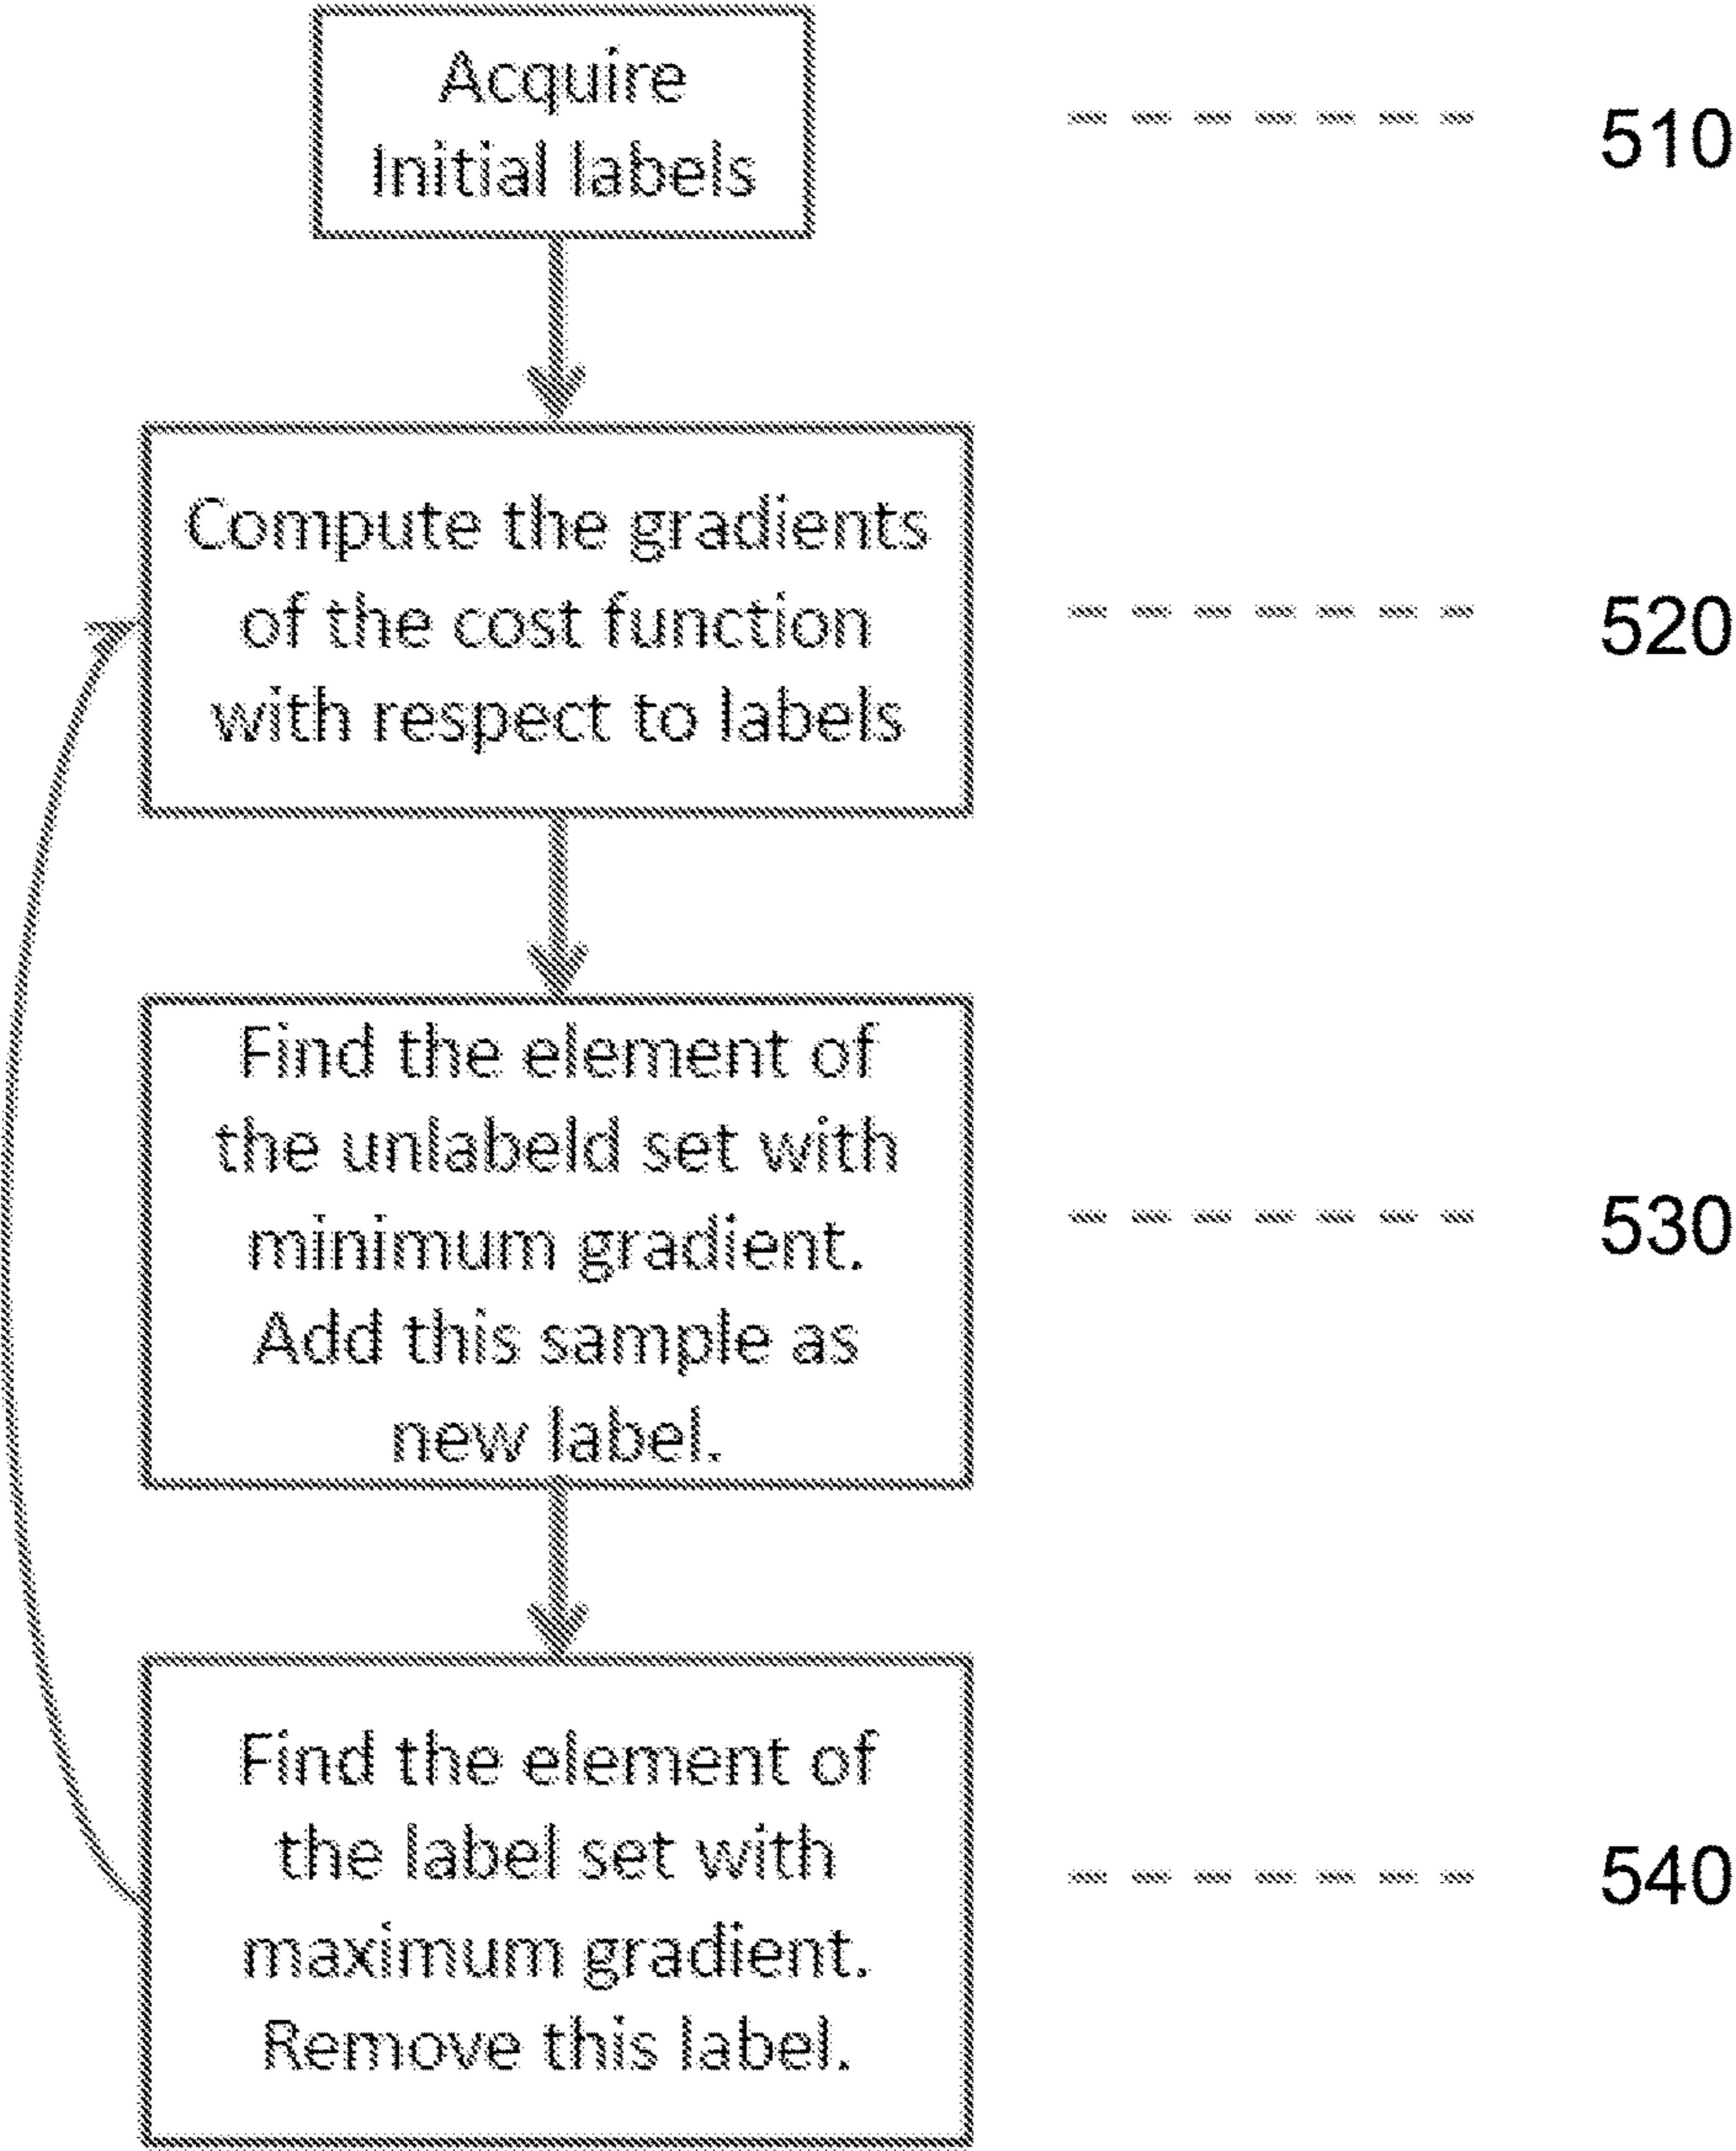 Acquire
Initial labels
510
Compute the gradients
of the cost function
with respect to labels
520
Find the element of
the unlabeld set with
minimum gradient.
Add this sample as
new label.
530
Find the element of
the label set with
maximum gradient.
Remove this label.
540